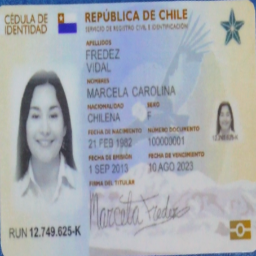 CÉDULA DE
IDENTIDAD
REPÚBLICA DE CHILE
SERVICIO DE REGISTRO CIVIL E IDENTIFICACIÓN
APELLIDOS
FREDEZ
VIDAL
NOMBRES
MARCELA CAROLINA
NACIONALIDAD SEXO
CHILENA F
FECHA DE NACIMIENTO NÚMERO DOCUMENTO
21 FEB 1982 100000001
FECHA DE EMISIÓN FECHA DE VENCIMIENTO
1 SEP 2013 10 AGO 2023
FIRMA DEL TITULAR
Marcella Fredez
RUN 12.749.625-K